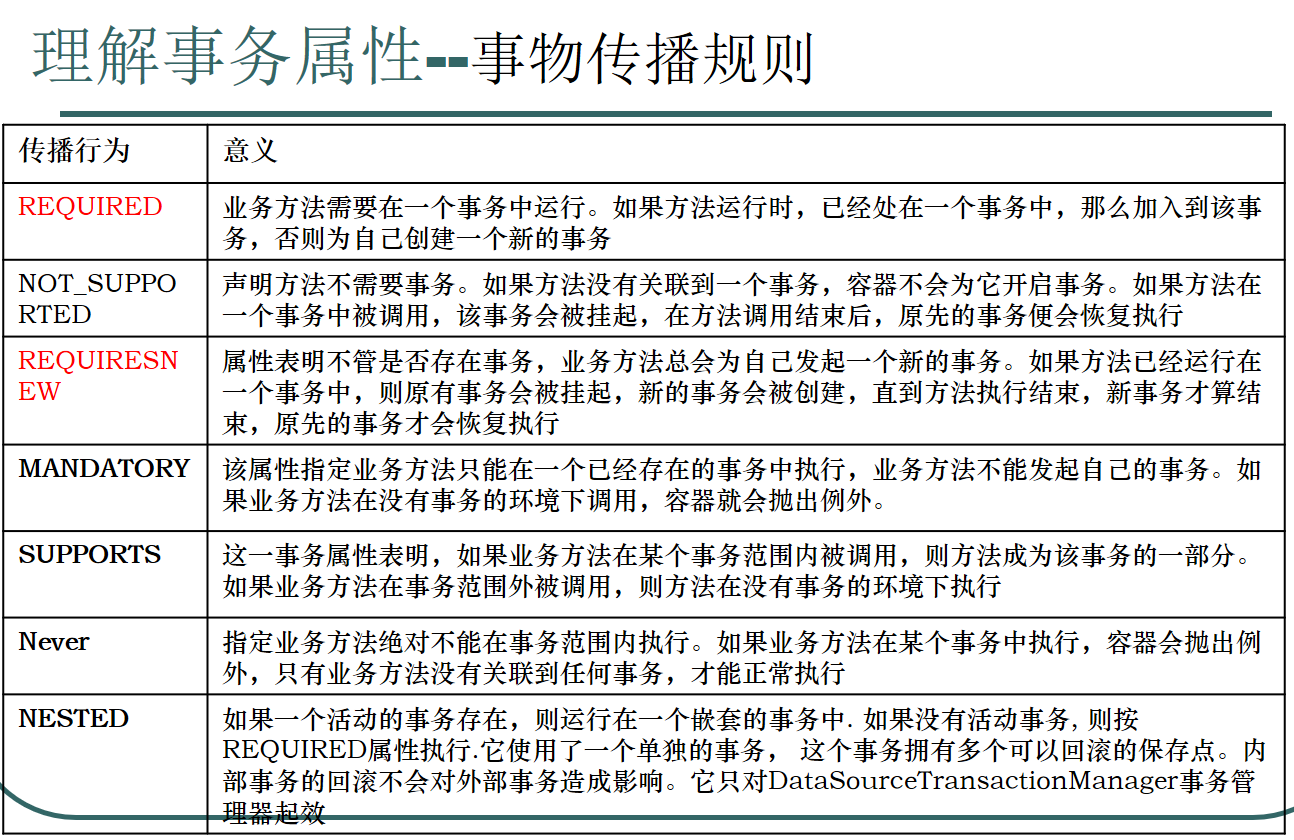 理解事务属性--事物传播规则
传播行为
意义
REQUIRED
业务方法需要在一个事务中运行。如果方法运行时，已经处在一个事务中，那么加入到该事
务，否则为自己创建一个新的事务
NOT_SUPPO
RTED
声明方法不需要事务。如果方法没有关联到一个事务，容器不会为它开启事务。如果方法在
一个事务中被调用，该事务会被挂起，在方法调用结束后，原先的事务便会恢复执行
REQUIRESN
EW
属性表明不管是否存在事务，业务方法总会为自己发起一个新的事务。如果方法已经运行在
一个事务中，则原有事务会被挂起，新的事务会被创建，直到方法执行结束，新事务才算结
束，原先的事务才会恢复执行
MANDATORY
该属性指定业务方法只能在一个已经存在的事务中执行，业务方法不能发起自己的事务。如
果业务方法在没有事务的环境下调用，容器就会抛出例外。
SUPPORTS
这一事务属性表明，如果业务方法在某个事务范围内被调用，则方法成为该事务的一部分。
如果业务方法在事务范围外被调用，则方法在没有事务的环境下执行
Never
指定业务方法绝对不能在事务范围内执行。如果业务方法在某个事务中执行，容器会抛出例
外，只有业务方法没有关联到任何事务，才能正常执行
NESTED
如果一个活动的事务存在，则运行在一个嵌套的事务中. 如果没有活动事务, 则按
REQUIRED属性执行.它使用了一个单独的事务， 这个事务拥有多个可以回滚的保存点。内
部事务的回滚不会对外部事务造成影响。它只对DataSourceTransactionManager事务管
理器起效